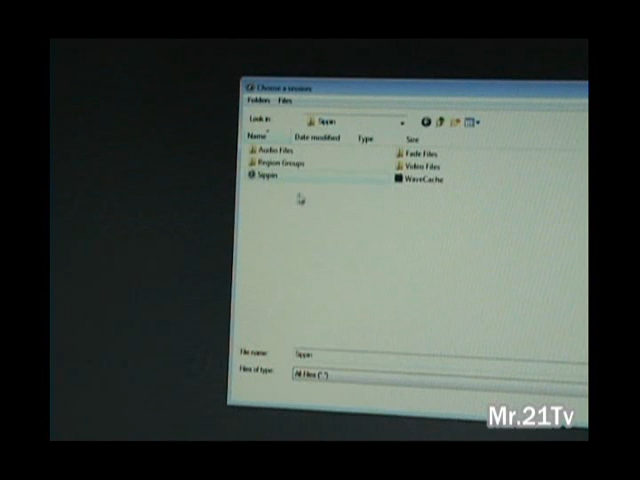 Choose a session
Folders Files
Look in: Sippin
Name Date modified Type Size
Audio Files Fade Files
Region Groups Video Files
Sippin WaveCache
File name: Sippin
Files of type: All Files (*.*)
Mr.21Tv